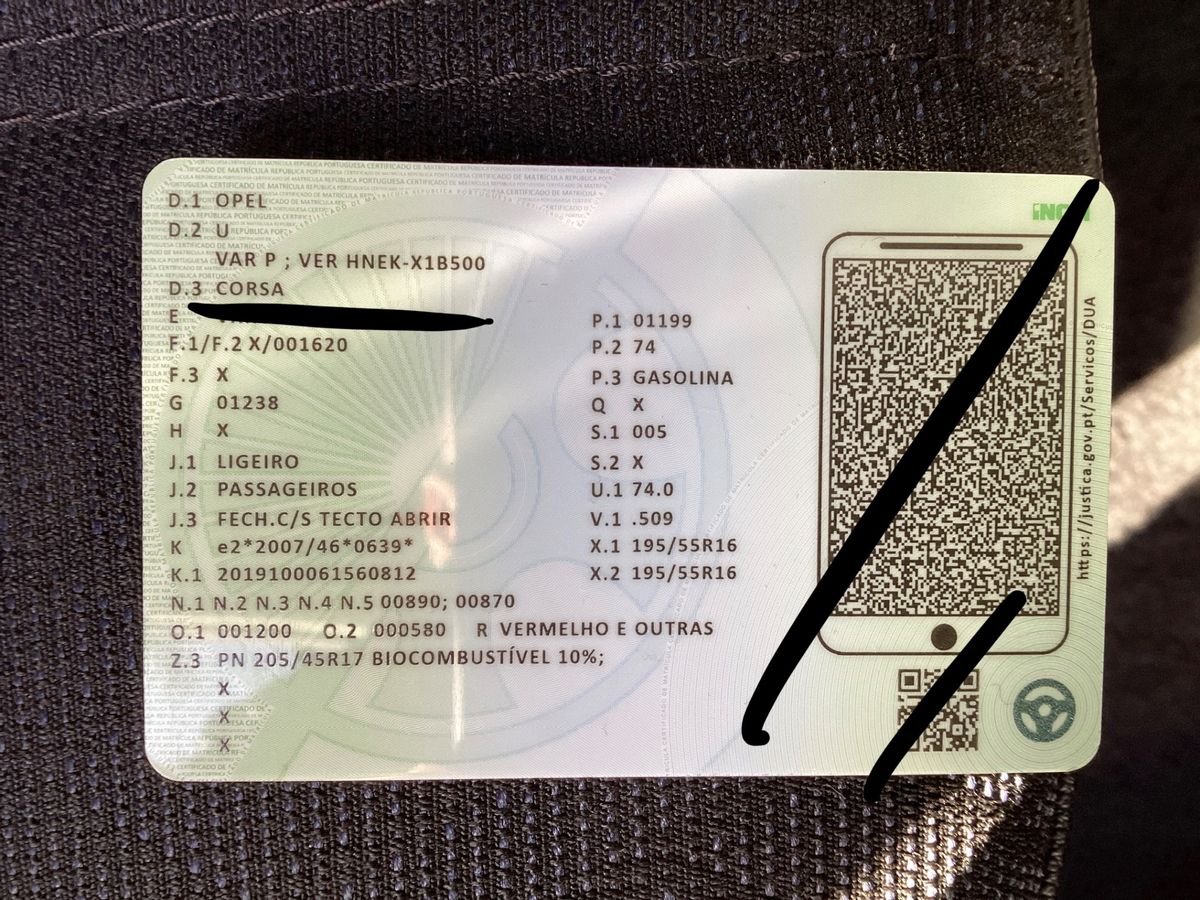 D.1 OPEL
D.2 U
VAR P ; VER HNEK-X1B500
D.3 CORSA
E
F.1/F.2 X/001620
F.3 X
G 01238
H X
J.1 LIGEIRO
J.2 PASSAGEIROS
J.3 FECH.C/S TECTO ABRIR
K e2*2007/46*0639*
K.1 2019100061560812
P.1 01199
P.2 74
P.3 GASOLINA
Q X
S.1 005
S.2 X
U.1 74.0
V.1 .509
X.1 195/55R16
X.2 195/55R16
N.1 N.2 N.3 N.4 N.5 00890; 00870
O.1 001200 O.2 000580 R VERMELHO E OUTRAS
Z.3 PN 205/45R17 BIOCOMBUSTÍVEL 10%;
X
X
X
https://justica.gov.pt/Servicos/DUA